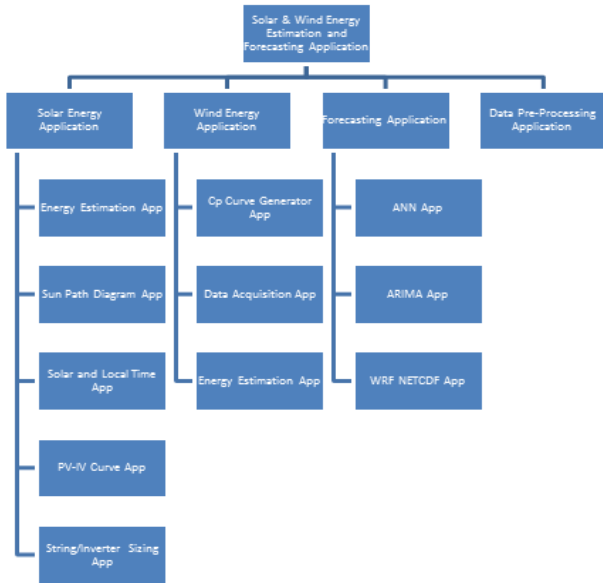 Solar & Wind Energy
Estimation and
Forecasting Application
Solar Energy
Application
Wind Energy
Application
Forecasting Application
Data Pre-Processing
Application
Energy Estimation App
Sun Path Diagram App
Solar and Local Time
App
PV-IV Curve App
String/Inverter Sizing
App
Cp Curve Generator
App
Data Acquisition App
Energy Estimation App
ANN App
ARIMA App
WRF NETCDF App